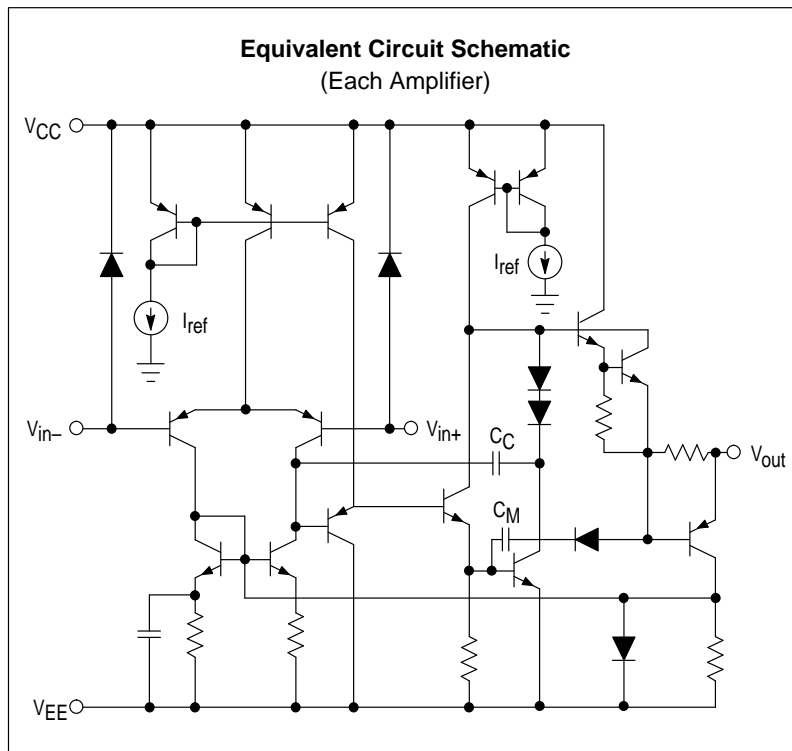 Equivalent Circuit Schematic
(Each Amplifier)
VCC
Iref
Iref
Vin–
Vin+
CC
Vout
CM
VEE